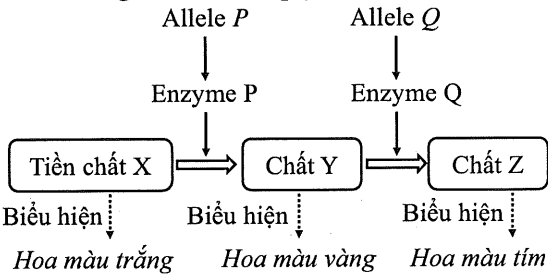 Allele P Allele Q
Enzyme P Enzyme Q
Tiền chất X Chất Y Chất Z
Biểu hiện Biểu hiện Biểu hiện
Hoa màu trắng Hoa màu vàng Hoa màu tím